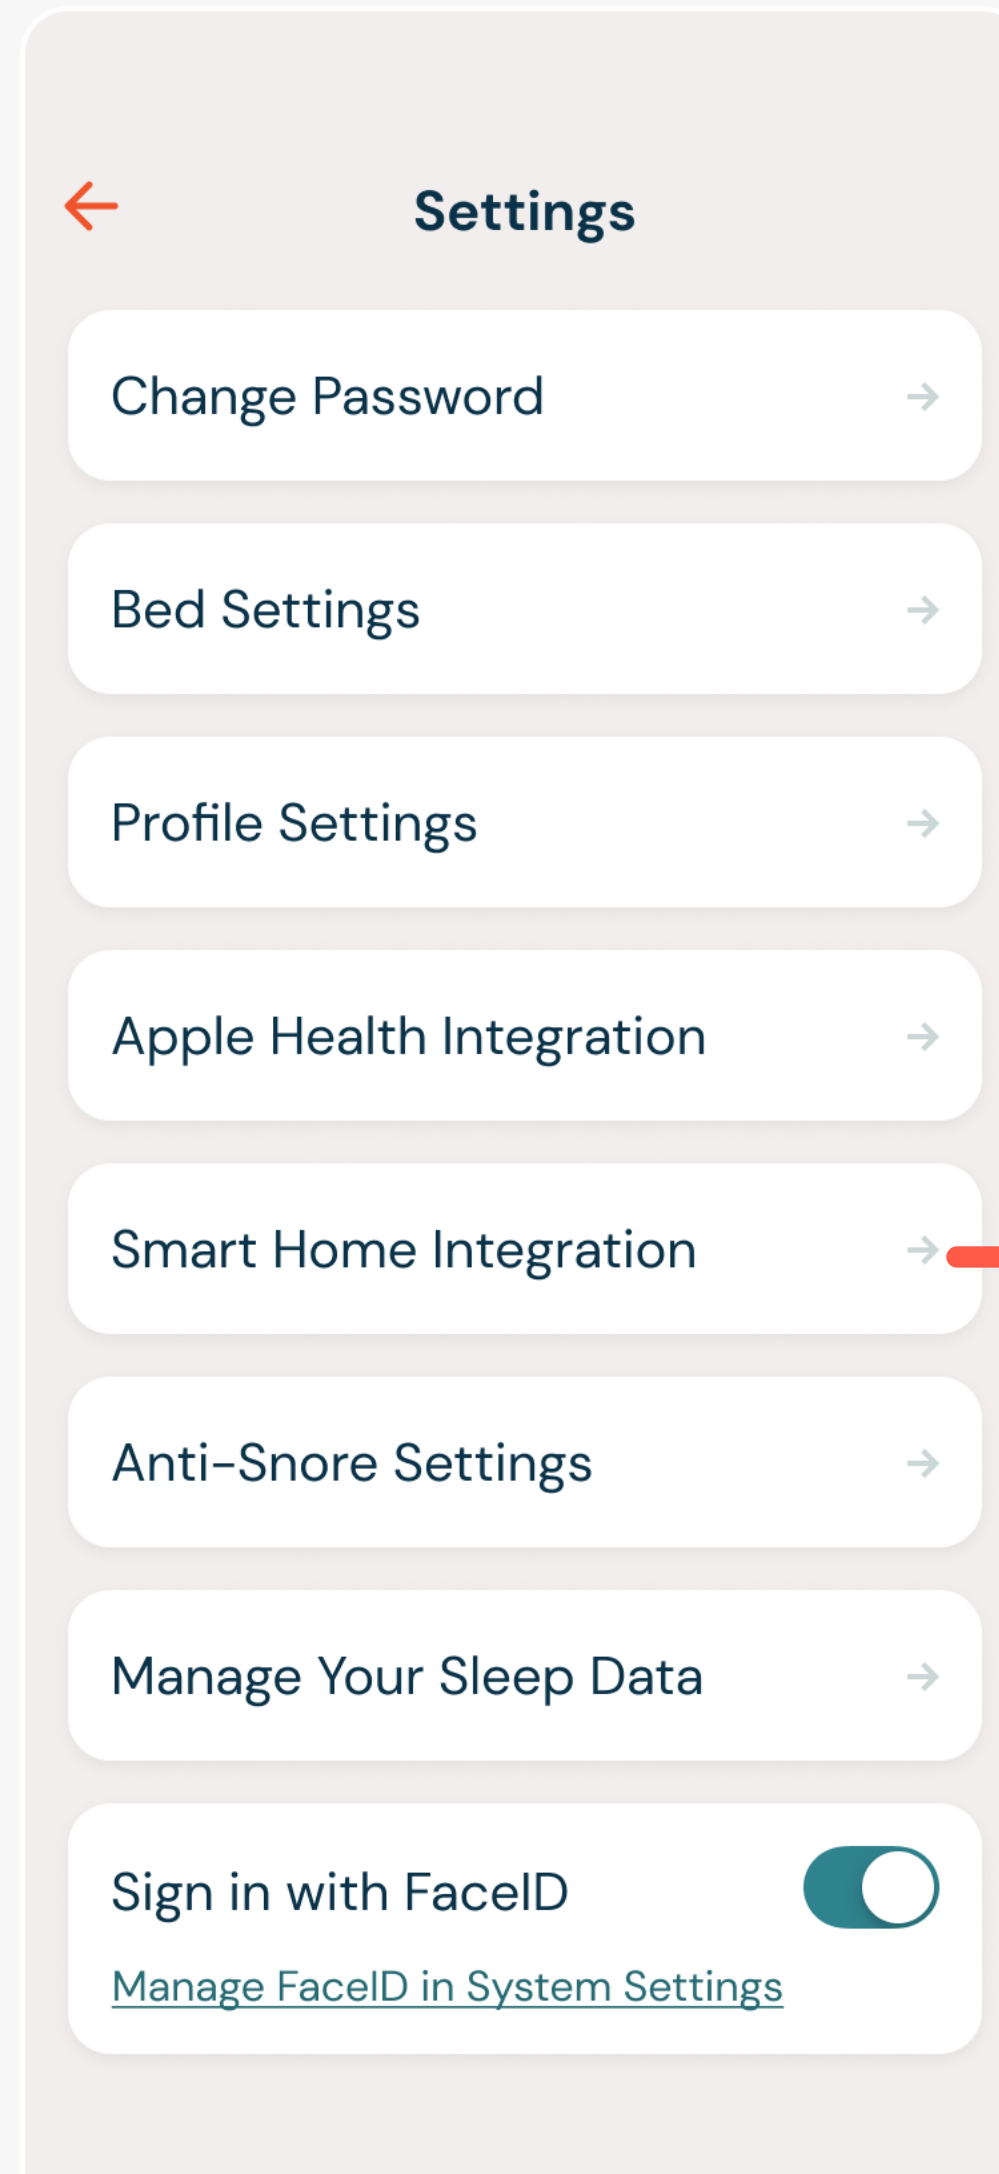 Settings
Change Password
Bed Settings
Profile Settings
Apple Health Integration
Smart Home Integration
Anti-Snore Settings
Manage Your Sleep Data
Sign in with FaceID
Manage FaceID in System Settings